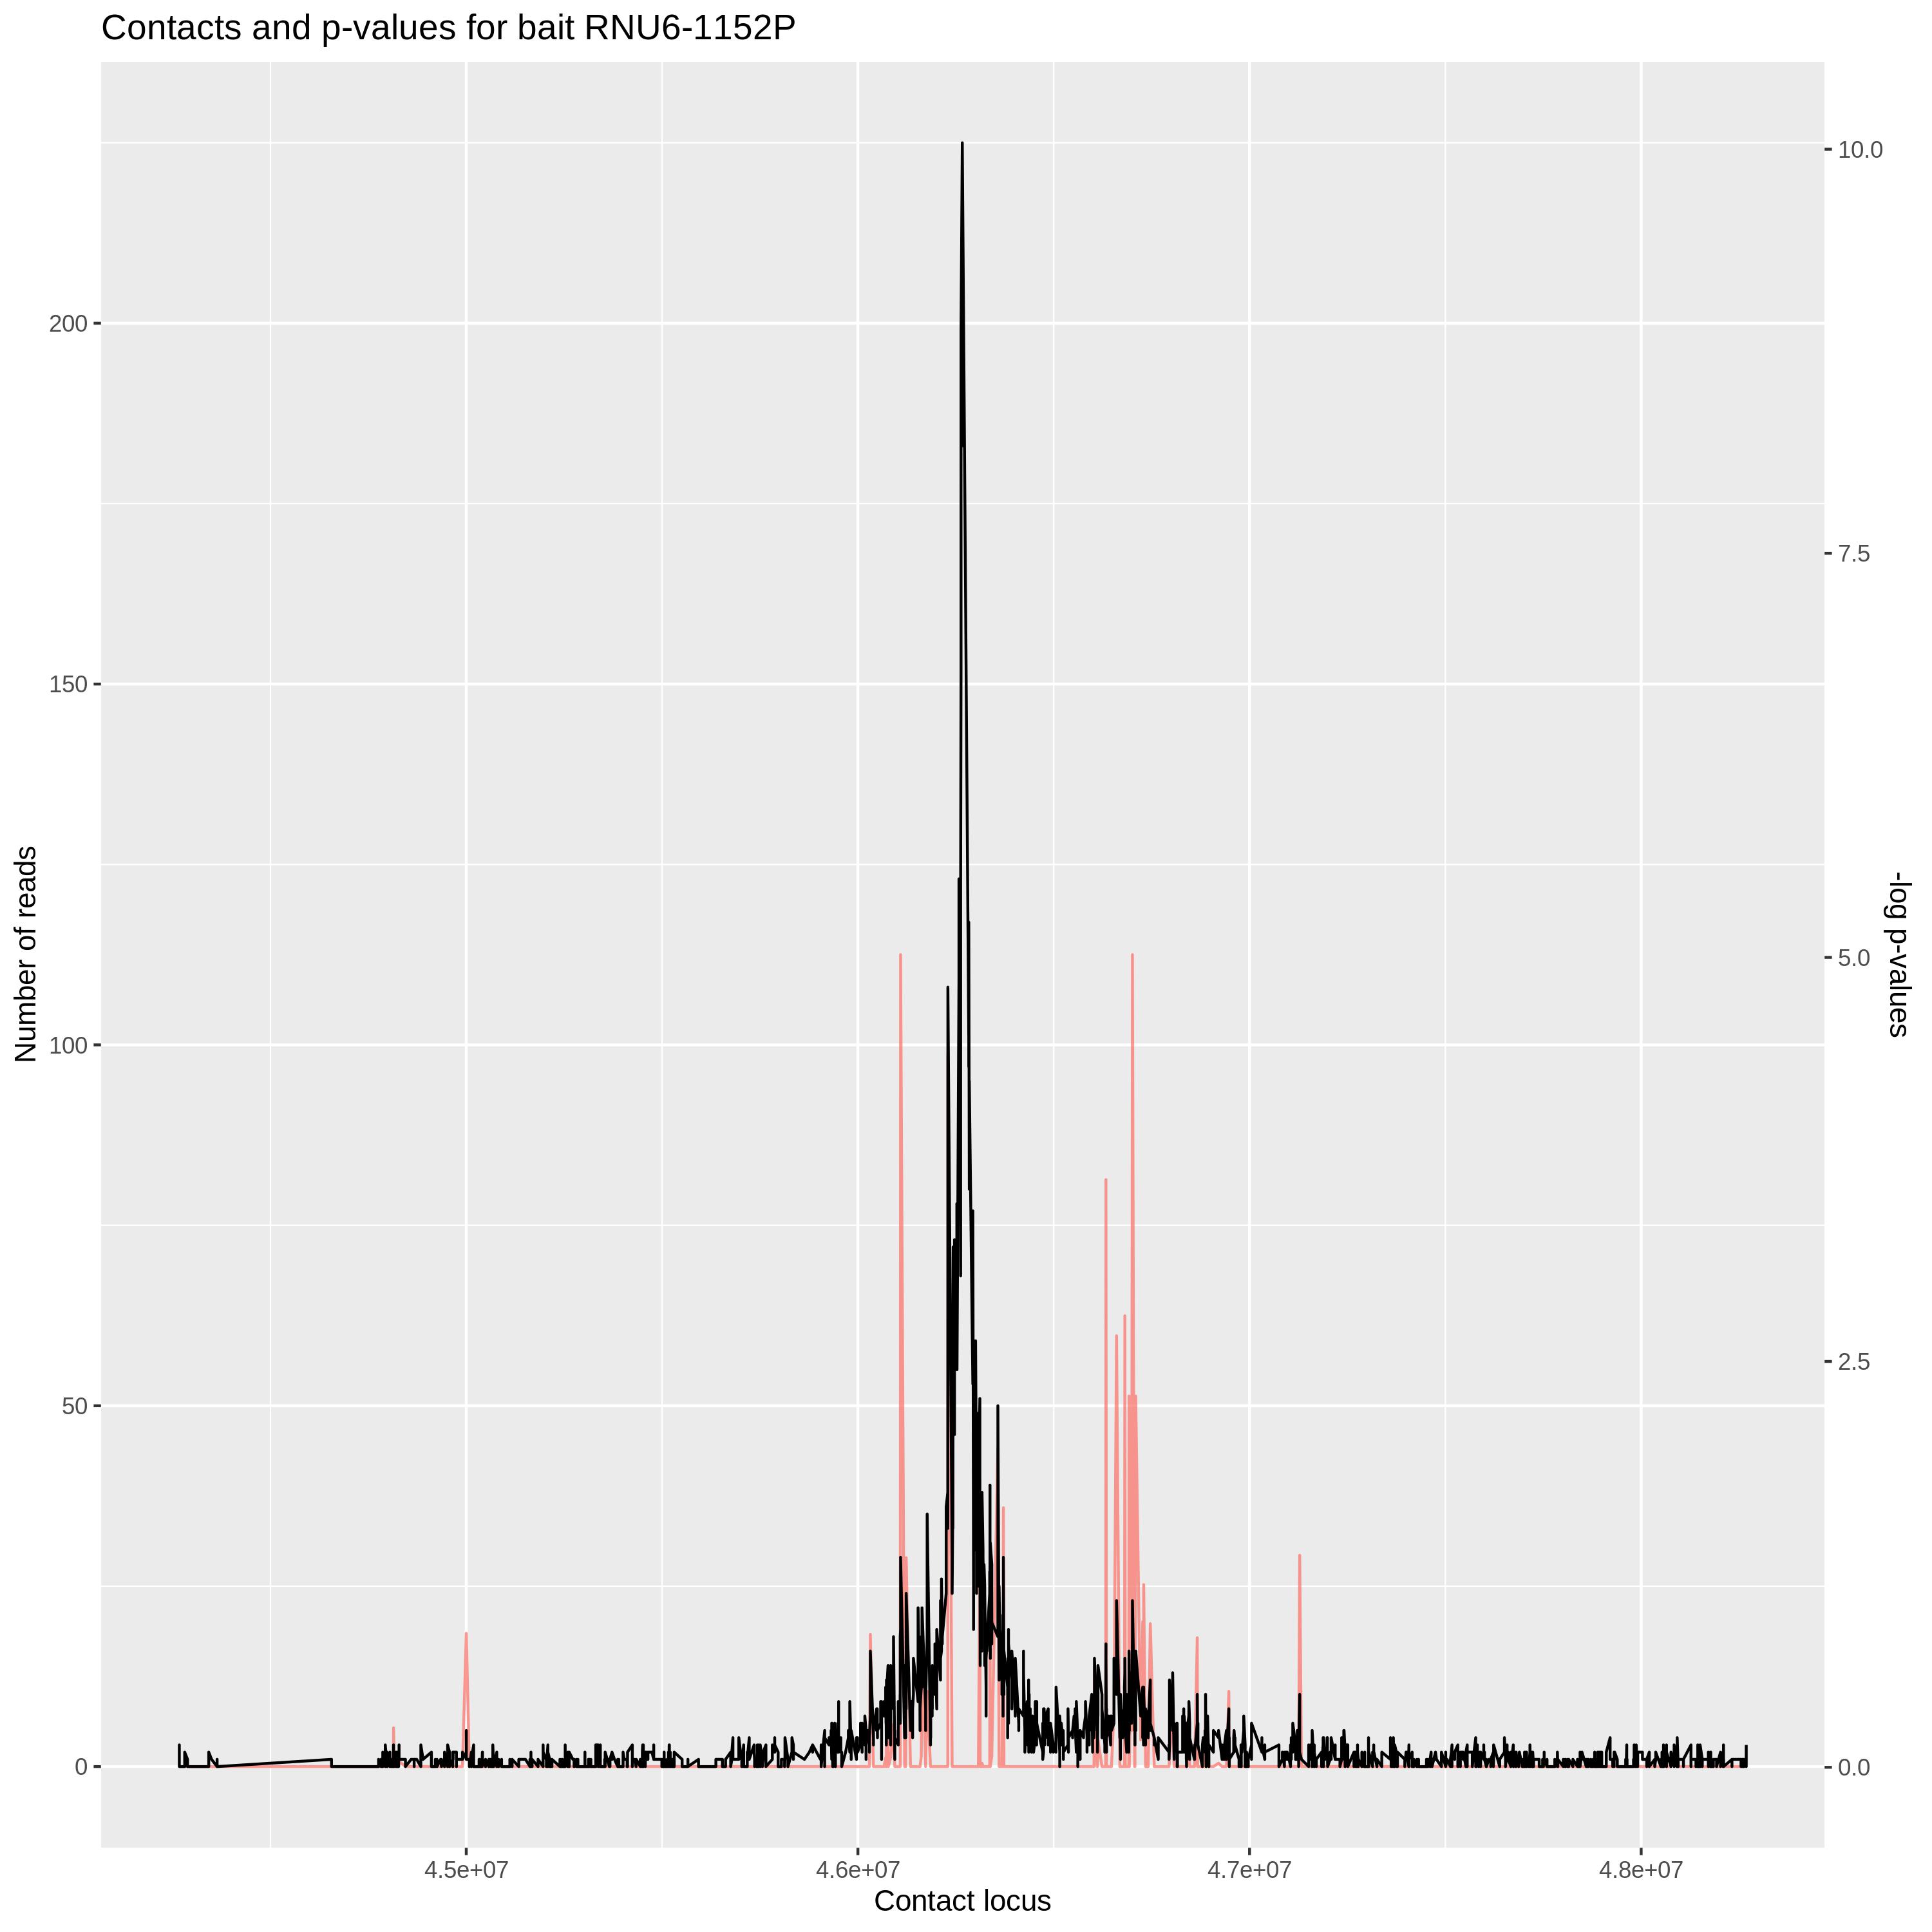 Contacts and p-values for bait RNU6-1152P
Number of reads
200
150
100
50
0
10.0
7.5
5.0
2.5
0.0
-log p-values
4.5e+07
4.6e+07
4.7e+07
4.8e+07
Contact locus